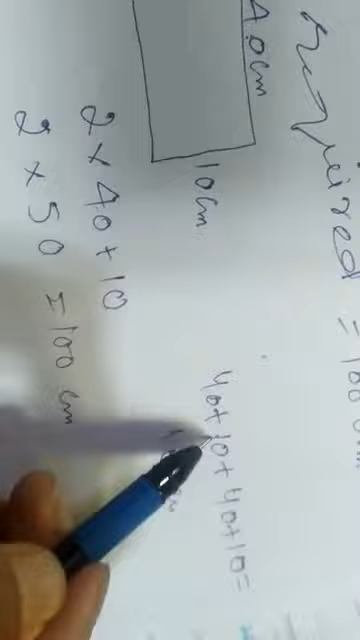 required = 100 cm
40cm
10cm
40+10+40+10=
2 × 40 + 10
2 × 50 = 100 cm